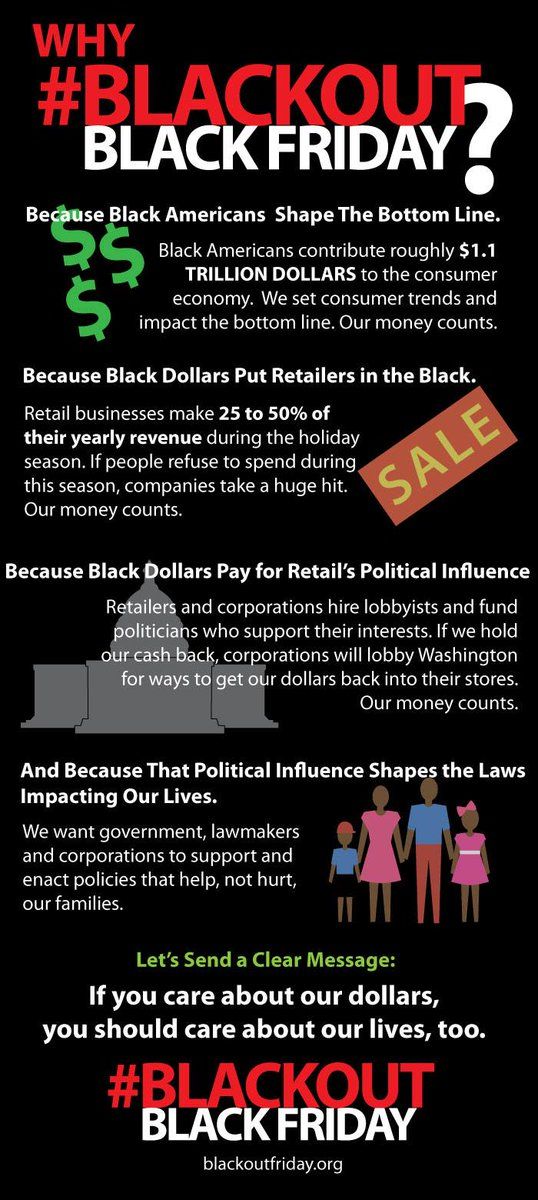 WHY
#BLACKOUT
BLACK FRIDAY?
Because Black Americans Shape The Bottom Line.
$
$
$
Black Americans contribute roughly $1.1
TRILLION DOLLARS to the consumer
economy. We set consumer trends and
impact the bottom line. Our money counts.
Because Black Dollars Put Retailers in the Black.
Retail businesses make 25 to 50% of
their yearly revenue during the holiday
season. If people refuse to spend during
this season, companies take a huge hit.
Our money counts.
SALE
Because Black Dollars Pay for Retail's Political Influence
Retailers and corporations hire lobbyists and fund
politicians who support their interests. If we hold
our cash back, corporations will lobby Washington
for ways to get our dollars back into their stores.
Our money counts.
And Because That Political Influence Shapes the Laws
Impacting Our Lives.
We want government, lawmakers
and corporations to support and
enact policies that help, not hurt,
our families.
Let's Send a Clear Message:
If you care about our dollars,
you should care about our lives, too.
#BLACKOUT
BLACK FRIDAY
blackoutfriday.org